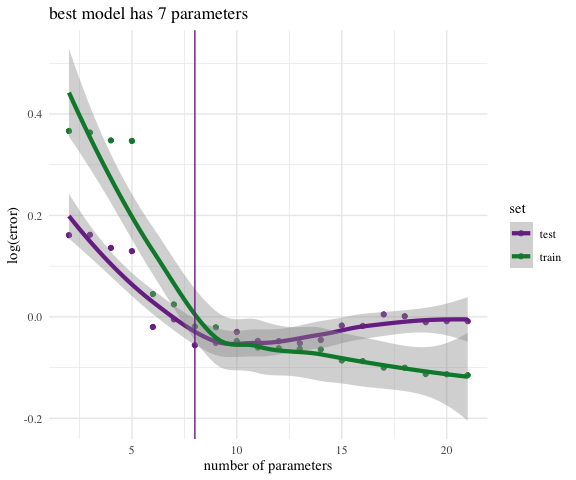 best model has 7 parameters
log(error)
0.4
0.2
0.0
-0.2
5
10
15
20
number of parameters
set
test
train